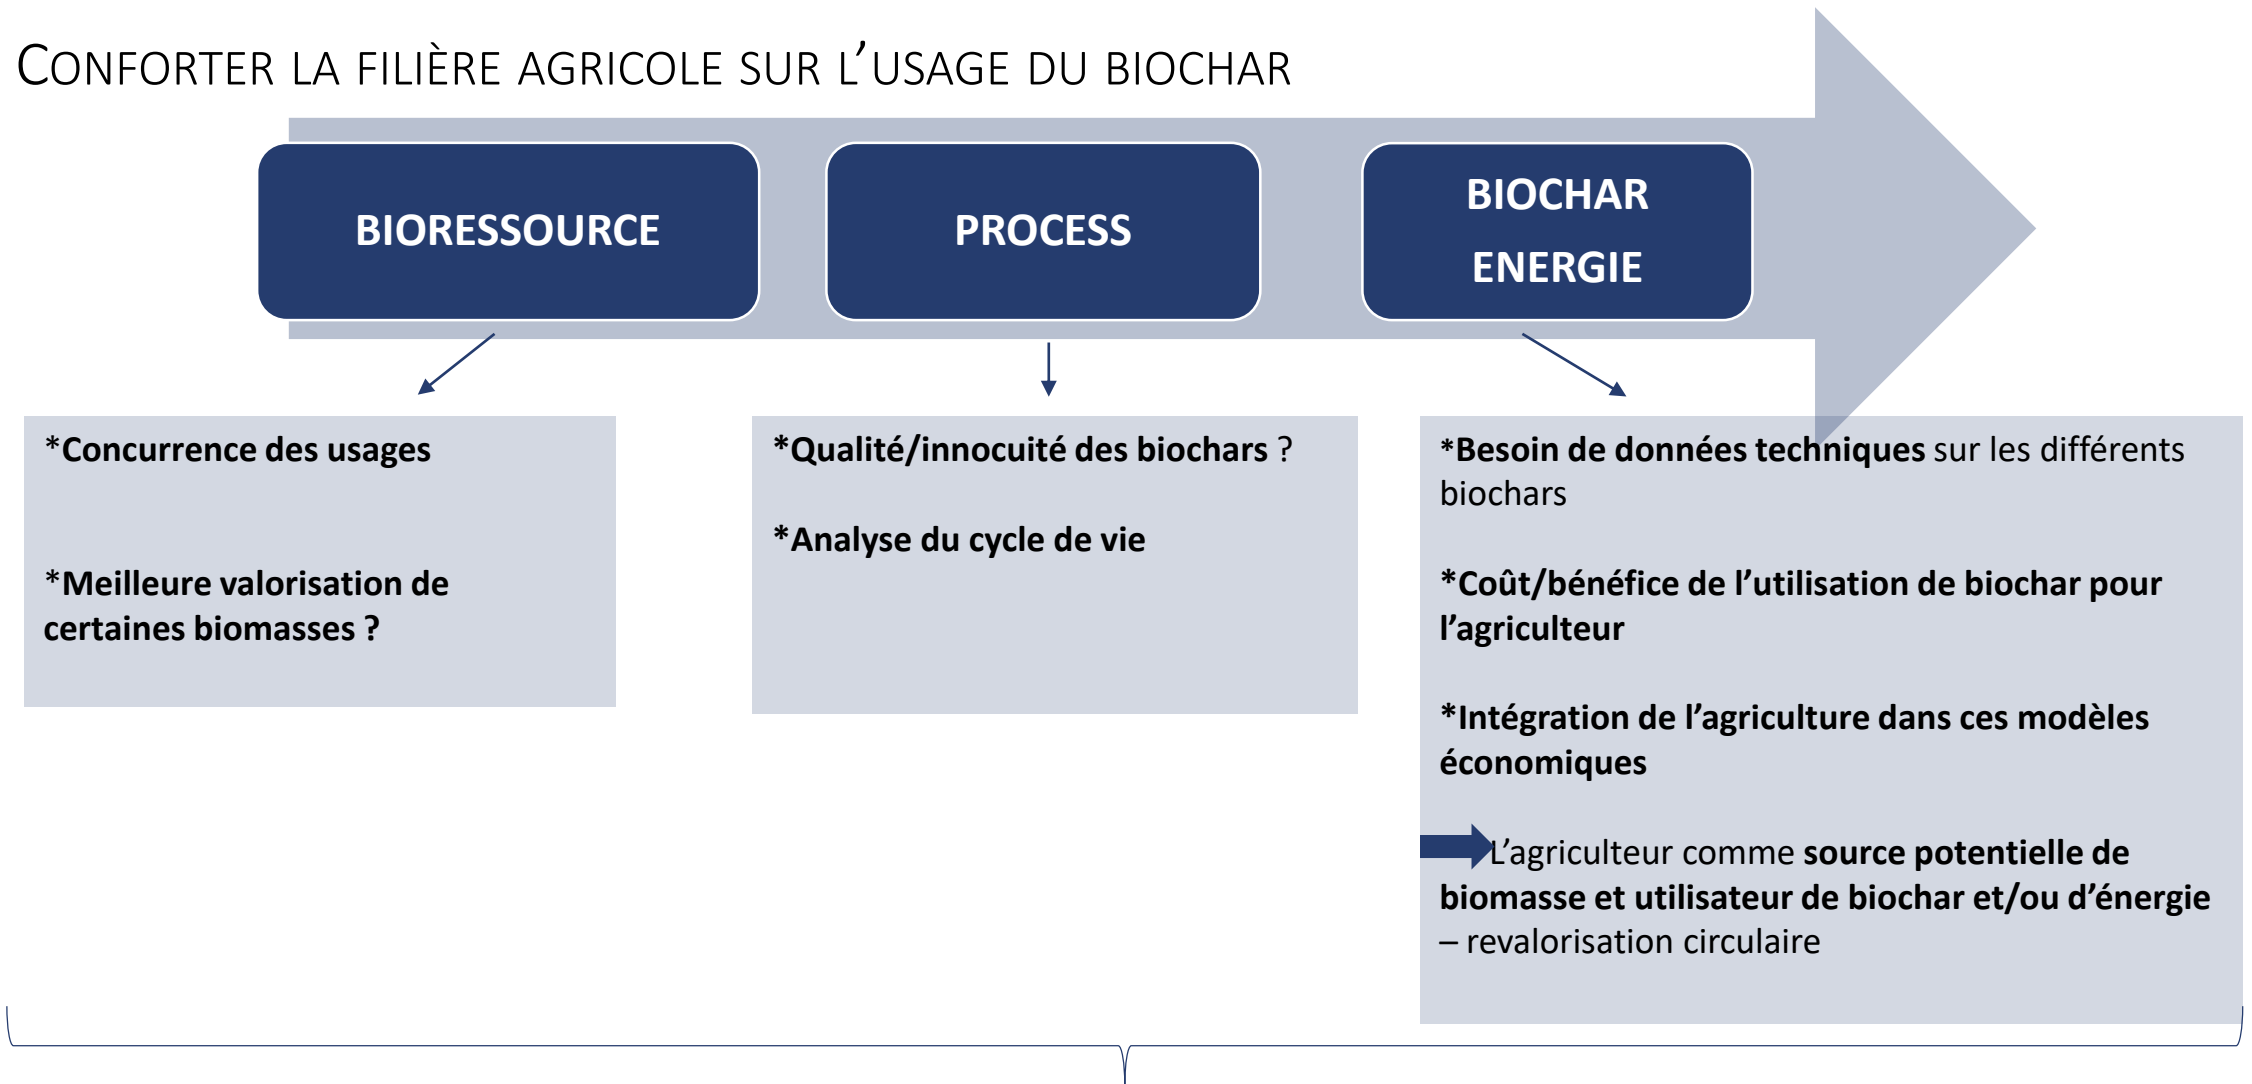 CONFORTER LA FILIÈRE AGRICOLE SUR L’USAGE DU BIOCHAR
BIORESSOURCE
PROCESS
BIOCHAR
ENERGIE
*Concurrence des usages
*Meilleure valorisation de
certaines biomasses ?
*Qualité/innocuité des biochars ?
*Analyse du cycle de vie
*Besoin de données techniques sur les différents
biochars
*Coût/bénéfice de l’utilisation de biochar pour
l’agriculteur
*Intégration de l’agriculture dans ces modèles
économiques
L’agriculteur comme source potentielle de
biomasse et utilisateur de biochar et/ou d’énergie
– revalorisation circulaire